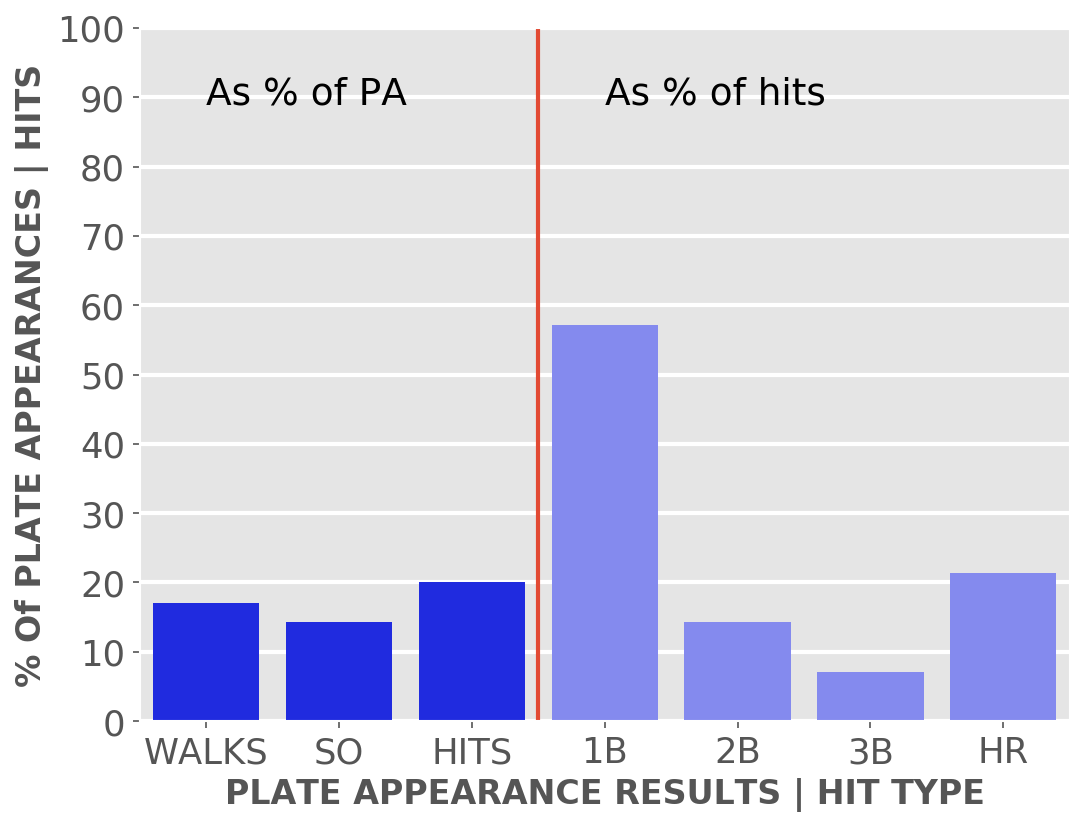 % Of PLATE APPEARANCES | HITS
100
90
80
70
60
50
40
30
20
10
0
As % of PA
As % of hits
WALKS SO HITS 1B 2B 3B HR
PLATE APPEARANCE RESULTS | HIT TYPE